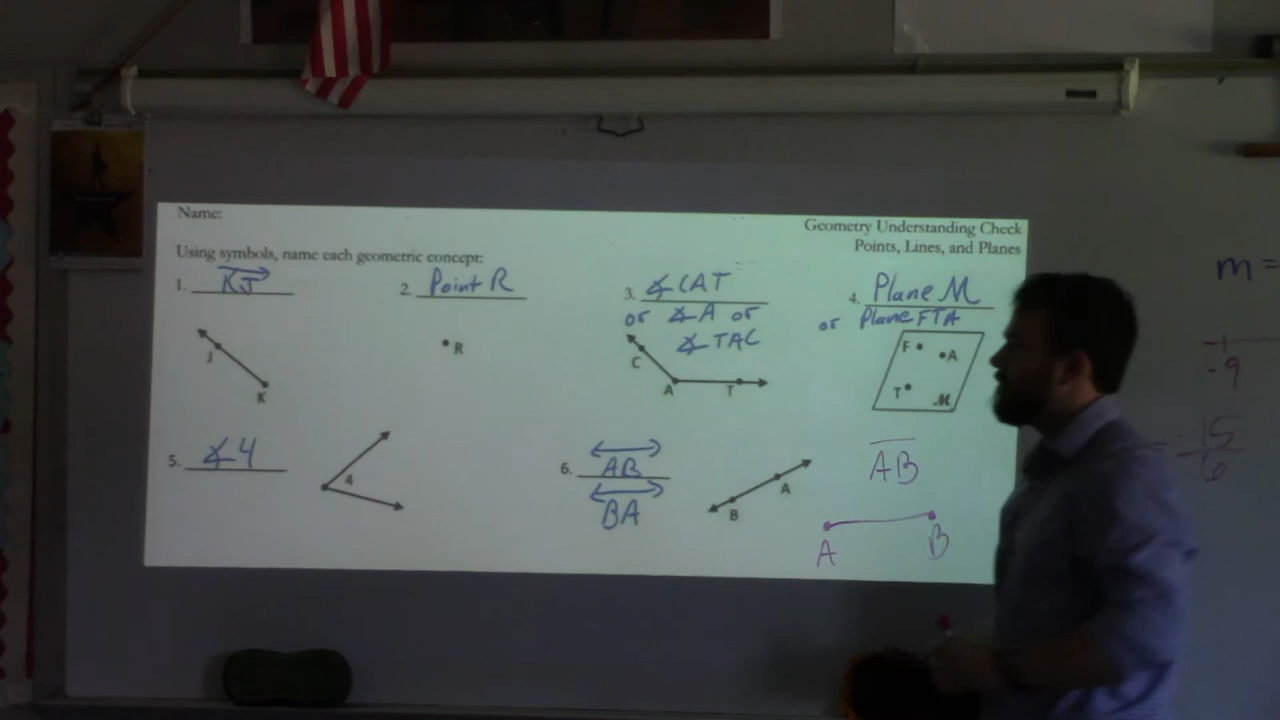 Name:
Geometry Understanding Check
Points, Lines, and Planes
Using symbols, name each geometric concept:
1. KJ
2. Point R
3. ∡CAT
or ∡A or
∡TAC
4. Plane M
or Plane FTA
J
K
R
C
A
T
F
A
T
M
5. ∡4
4
6. AB
BA
A
B
AB
A
B
m =
-9
= -15
6